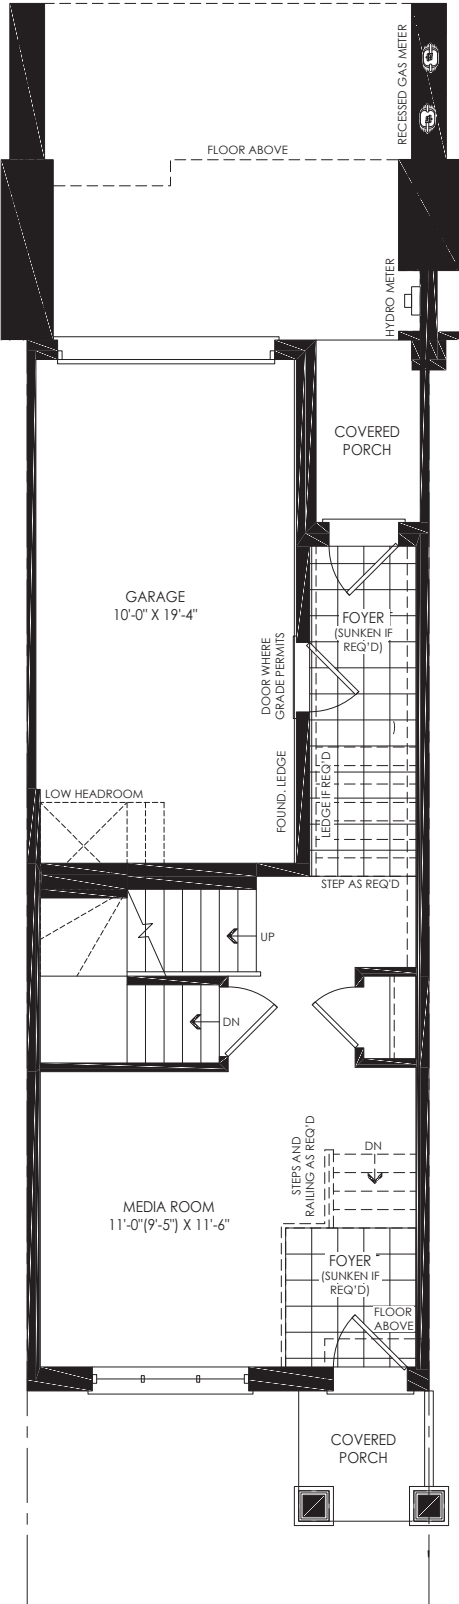 RECESSED GAS METER
FLOOR ABOVE
HYDRO METER
COVERED
PORCH
GARAGE
10'-0" X 19'-4"
FOYER
(SUNKEN IF
REQ'D)
DOOR WHERE
GRADE PERMITS
FOUND. LEDGE
LEDGE IF REQ'D
LOW HEADROOM
STEP AS REQ'D
UP
DN
STEPS AND
RAILING AS REQ'D
DN
MEDIA ROOM
11'-0"(9'-5") X 11'-6"
FOYER
(SUNKEN IF
REQ'D)
FLOOR
ABOVE
COVERED
PORCH